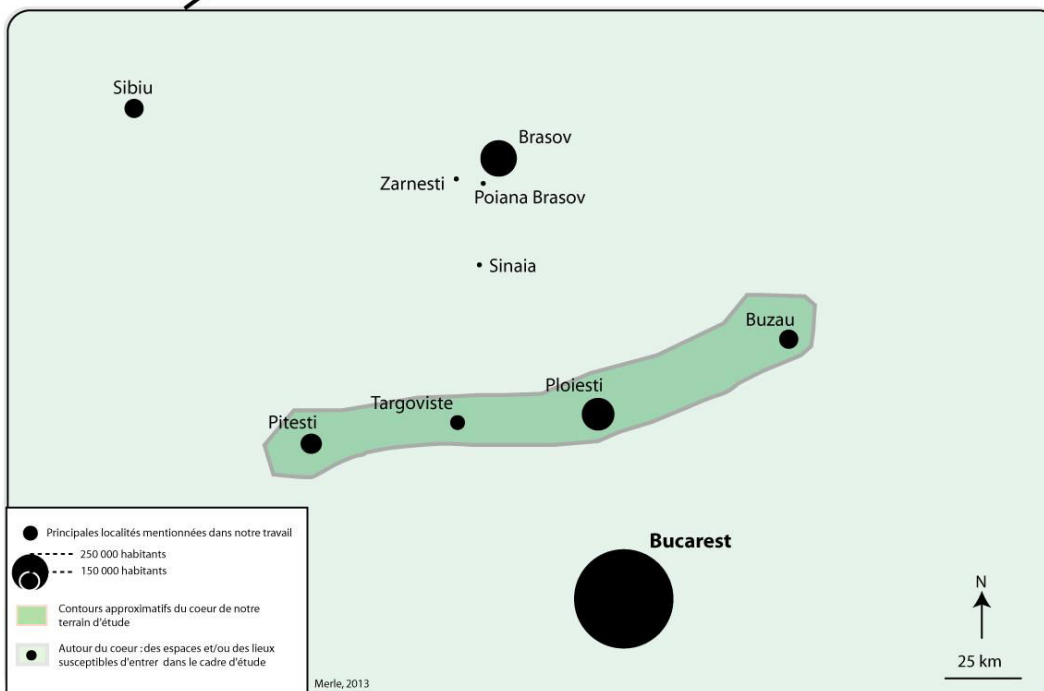 Sibiu
Brasov
Zarnesti
Poiana Brasov
Sinaia
Buzau
Ploiesti
Targoviste
Pitesti
Bucarest
Principales localités mentionnées dans notre travail
250 000 habitants
150 000 habitants
Contours approximatifs du coeur de notre
terrain d'étude
Autour du coeur : des espaces et/ou des lieux
susceptibles d'entrer dans le cadre d'étude
Merle, 2013
N
25 km